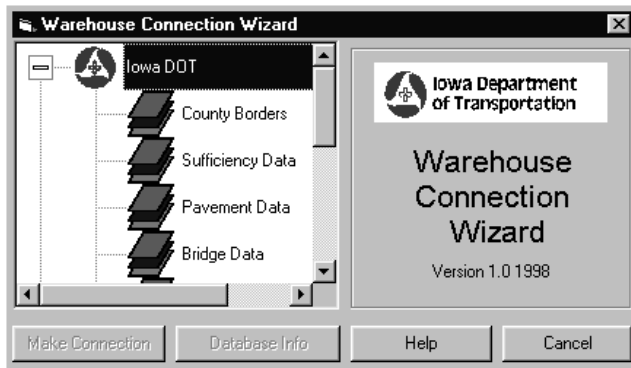 Warehouse Connection Wizard
Iowa DOT
County Borders
Sufficiency Data
Pavement Data
Bridge Data
Iowa Department
of Transportation
Warehouse
Connection
Wizard
Version 1.0 1998
Make Connection
Database Info
Help
Cancel